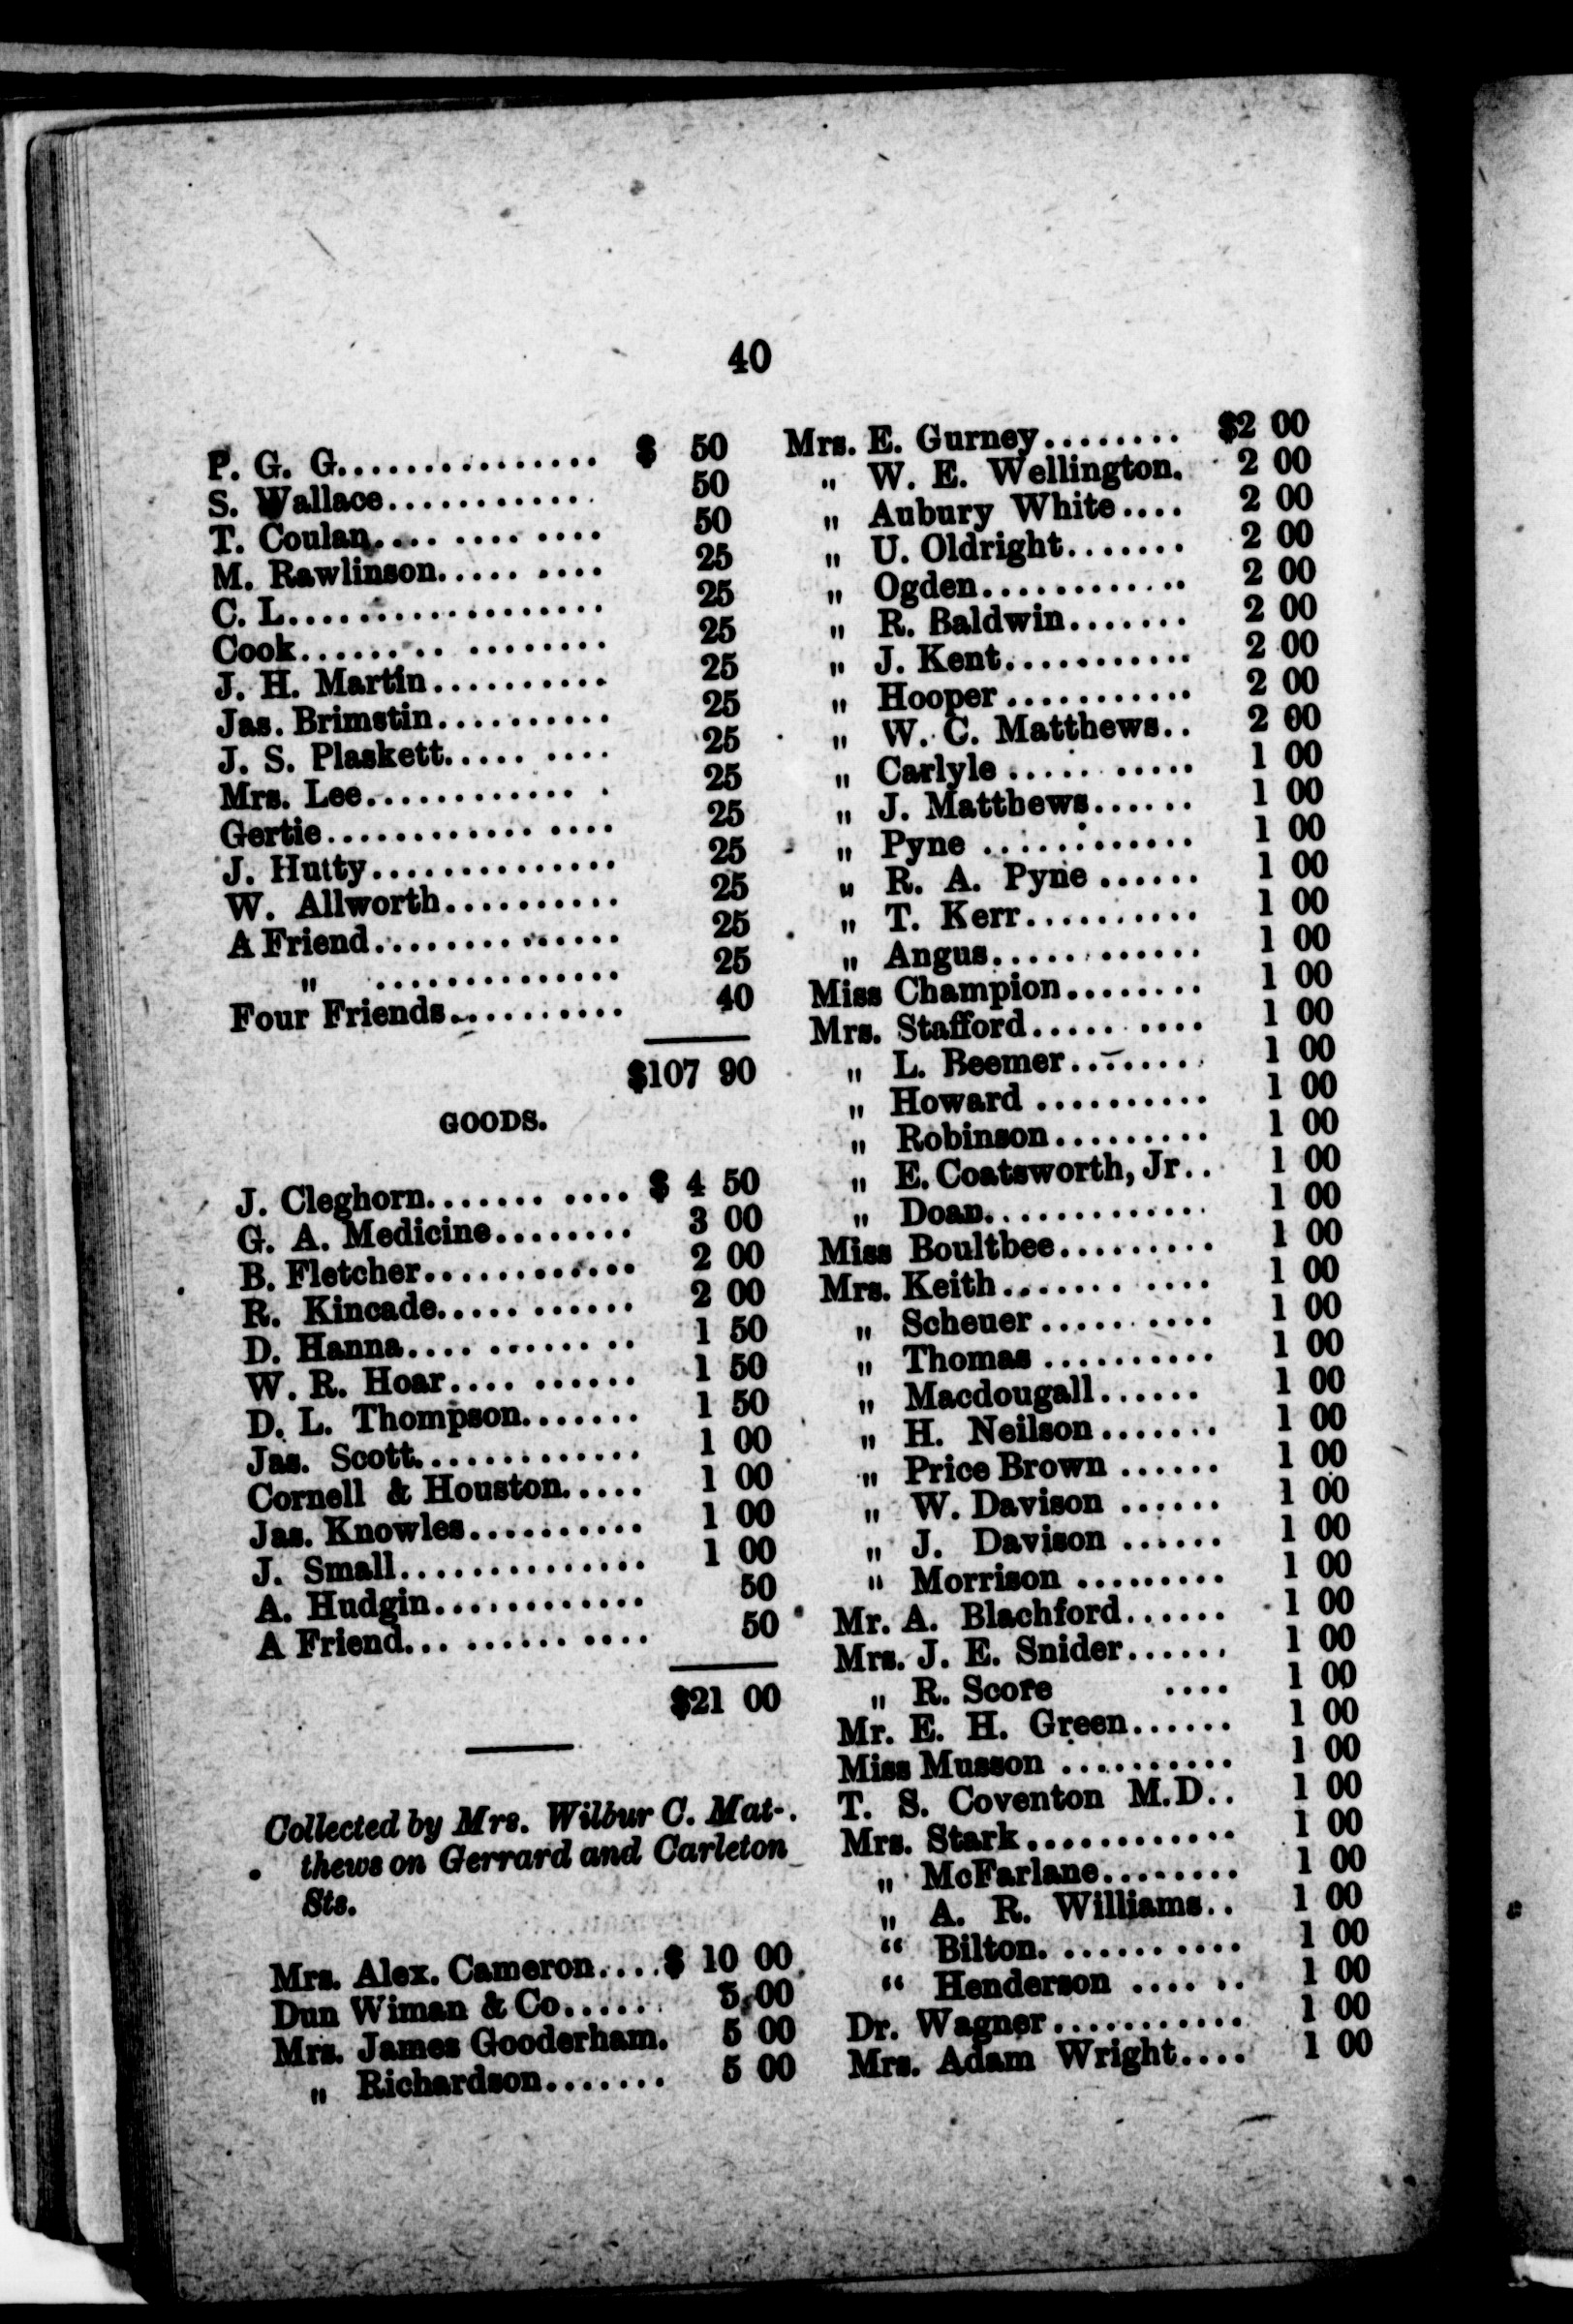 40
P. G. G............... $ 50
S. Wallace............ 50
T. Coulan.... .... .... 50
M. Rawlinson..... .... 25
C. L................... 25
Cook......... ........ 25
J. H. Martin.......... 25
Jas. Brimstin.......... 25
J. S. Plaskett..... .... 25
Mrs. Lee............. . 25
Gertie............ .... 25
J. Hutty............... 25
W. Allworth.......... 25
A Friend............... 25
" ............... 25
Four Friends.......... 40
$107 90
GOODS.
J. Cleghorn....... .... $ 4 50
G. A. Medicine........ 3 00
B. Fletcher............ 2 00
R. Kincade..... ...... 2 00
D. Hanna.... ...... .. 1 50
W. R. Hoar.... ...... 1 50
D. L. Thompson....... 1 50
Jas. Scott............. 1 00
Cornell & Houston..... 1 00
Jas. Knowles.......... 1 00
J. Small............... 1 00
A. Hudgin............ 50
A Friend... ...... .... 50
$21 00
Collected by Mrs. Wilbur C. Mat-
thews on Gerrard and Carleton
Sts.
Mrs. Alex. Cameron....$ 10 00
Dun Wiman & Co...... 5 00
Mrs. James Gooderham. 5 00
" Richardson....... 5 00
Mrs. E. Gurney........ $2 00
" W. E. Wellington. 2 00
" Aubury White.... 2 00
" U. Oldright....... 2 00
" Ogden............ 2 00
" R. Baldwin....... 2 00
" J. Kent........... 2 00
" Hooper........... 2 00
" W. C. Matthews.. 2 00
" Carlyle ..... ..... 1 00
" J. Matthews...... 1 00
" Pyne ............ 1 00
" R. A. Pyne ...... 1 00
" T. Kerr.......... 1 00
" Angus............ 1 00
Miss Champion........ 1 00
Mrs. Stafford..... .... 1 00
" L. Beemer........ 1 00
" Howard .......... 1 00
" Robinson......... 1 00
" E. Coatsworth, Jr.. 1 00
" Doan............. 1 00
Miss Boultbee......... 1 00
Mrs. Keith....... .... 1 00
" Scheuer..... .... 1 00
" Thomas .......... 1 00
" Macdougall...... 1 00
" H. Neilson....... 1 00
" Price Brown ...... 1 00
" W. Davison ...... 1 00
" J. Davison ...... 1 00
" Morrison ......... 1 00
Mr. A. Blachford...... 1 00
Mrs. J. E. Snider...... 1 00
" R. Score .... 1 00
Mr. E. H. Green...... 1 00
Miss Musson .......... 1 00
T. S. Coventon M.D.. 1 00
Mrs. Stark............ 1 00
" McFarlane........ 1 00
" A. R. Williams.. 1 00
“ Bilton. .......... 1 00
“ Henderson .... .. 1 00
Dr. Wagner........... 1 00
Mrs. Adam Wright.... 1 00